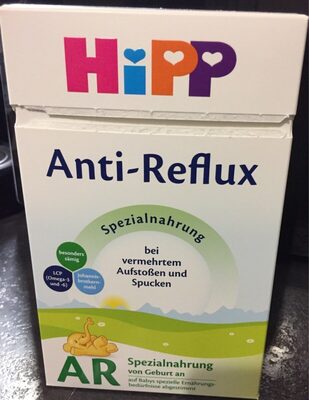 HiPP
Anti-Reflux
Spezialnahrung
bei
vermehrtem
Aufstoßen und
Spucken
besonders
sämig
LCP
(Omega-3
und -6)
Johannis-
brotkern-
mehl
AR
Spezialnahrung
von Geburt an
auf Babys spezielle Ernährungs-
bedürfnisse abgestimmt